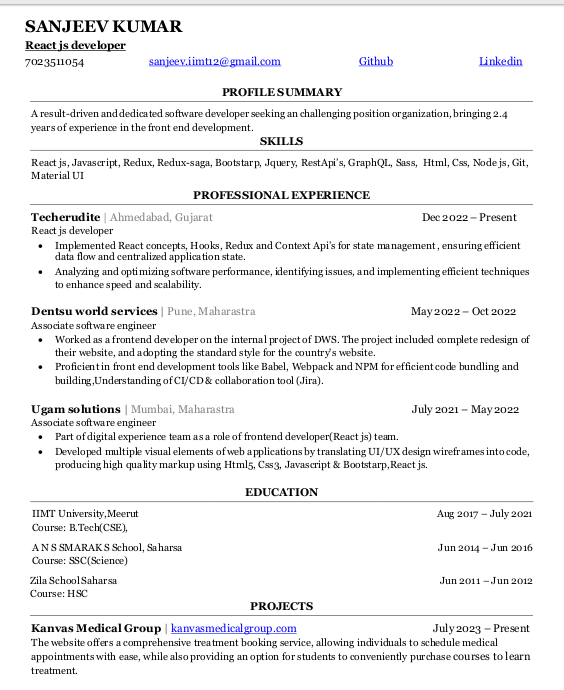 SANJEEV KUMAR
React js developer
7023511054 sanjeev.iimt12@gmail.com Github Linkedin
PROFILE SUMMARY
A result-driven and dedicated software developer seeking an challenging position organization, bringing 2.4
years of experience in the front end development.
SKILLS
React js, Javascript, Redux, Redux-saga, Bootstarp, Jquery, RestApi's, GraphQL, Sass, Html, Css, Node js, Git,
Material UI
PROFESSIONAL EXPERIENCE
Techerudite | Ahmedabad, Gujarat Dec 2022 – Present
React js developer
• Implemented React concepts, Hooks, Redux and Context Api's for state management, ensuring efficient
data flow and centralized application state.
• Analyzing and optimizing software performance, identifying issues, and implementing efficient techniques
to enhance speed and scalability.
Dentsu world services | Pune, Maharastra May 2022 – Oct 2022
Associate software engineer
• Worked as a frontend developer on the internal project of DWS. The project included complete redesign of
their website, and adopting the standard style for the country's website.
• Proficient in front end development tools like Babel, Webpack and NPM for efficient code bundling and
building,Understanding of CI/CD & collaboration tool (Jira).
Ugam solutions | Mumbai, Maharastra July 2021 – May 2022
Associate software engineer
• Part of digital experience team as a role of frontend developer(React js) team.
• Developed multiple visual elements of web applications by translating UI/UX design wireframes into code,
producing high quality markup using Html5, Css3, Javascript & Bootstarp,React js.
EDUCATION
IIMT University,Meerut Aug 2017 – July 2021
Course: B.Tech(CSE),
A N S SMARAK S School, Saharsa Jun 2014 – Jun 2016
Course: SSC(Science)
Zila School Saharsa Jun 2011 – Jun 2012
Course: HSC
PROJECTS
Kanvas Medical Group | kanvasmedicalgroup.com July 2023 – Present
The website offers a comprehensive treatment booking service, allowing individuals to schedule medical
appointments with ease, while also providing an option for students to conveniently purchase courses to learn
treatment.